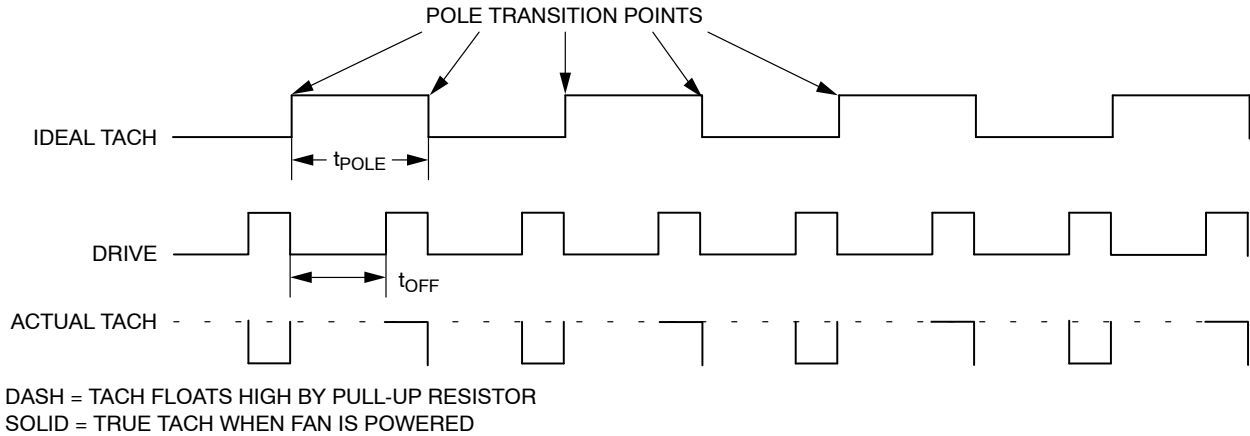 POLE TRANSITION POINTS
IDEAL TACH
tPOLE
DRIVE
tOFF
ACTUAL TACH
DASH = TACH FLOATS HIGH BY PULL-UP RESISTOR
SOLID = TRUE TACH WHEN FAN IS POWERED